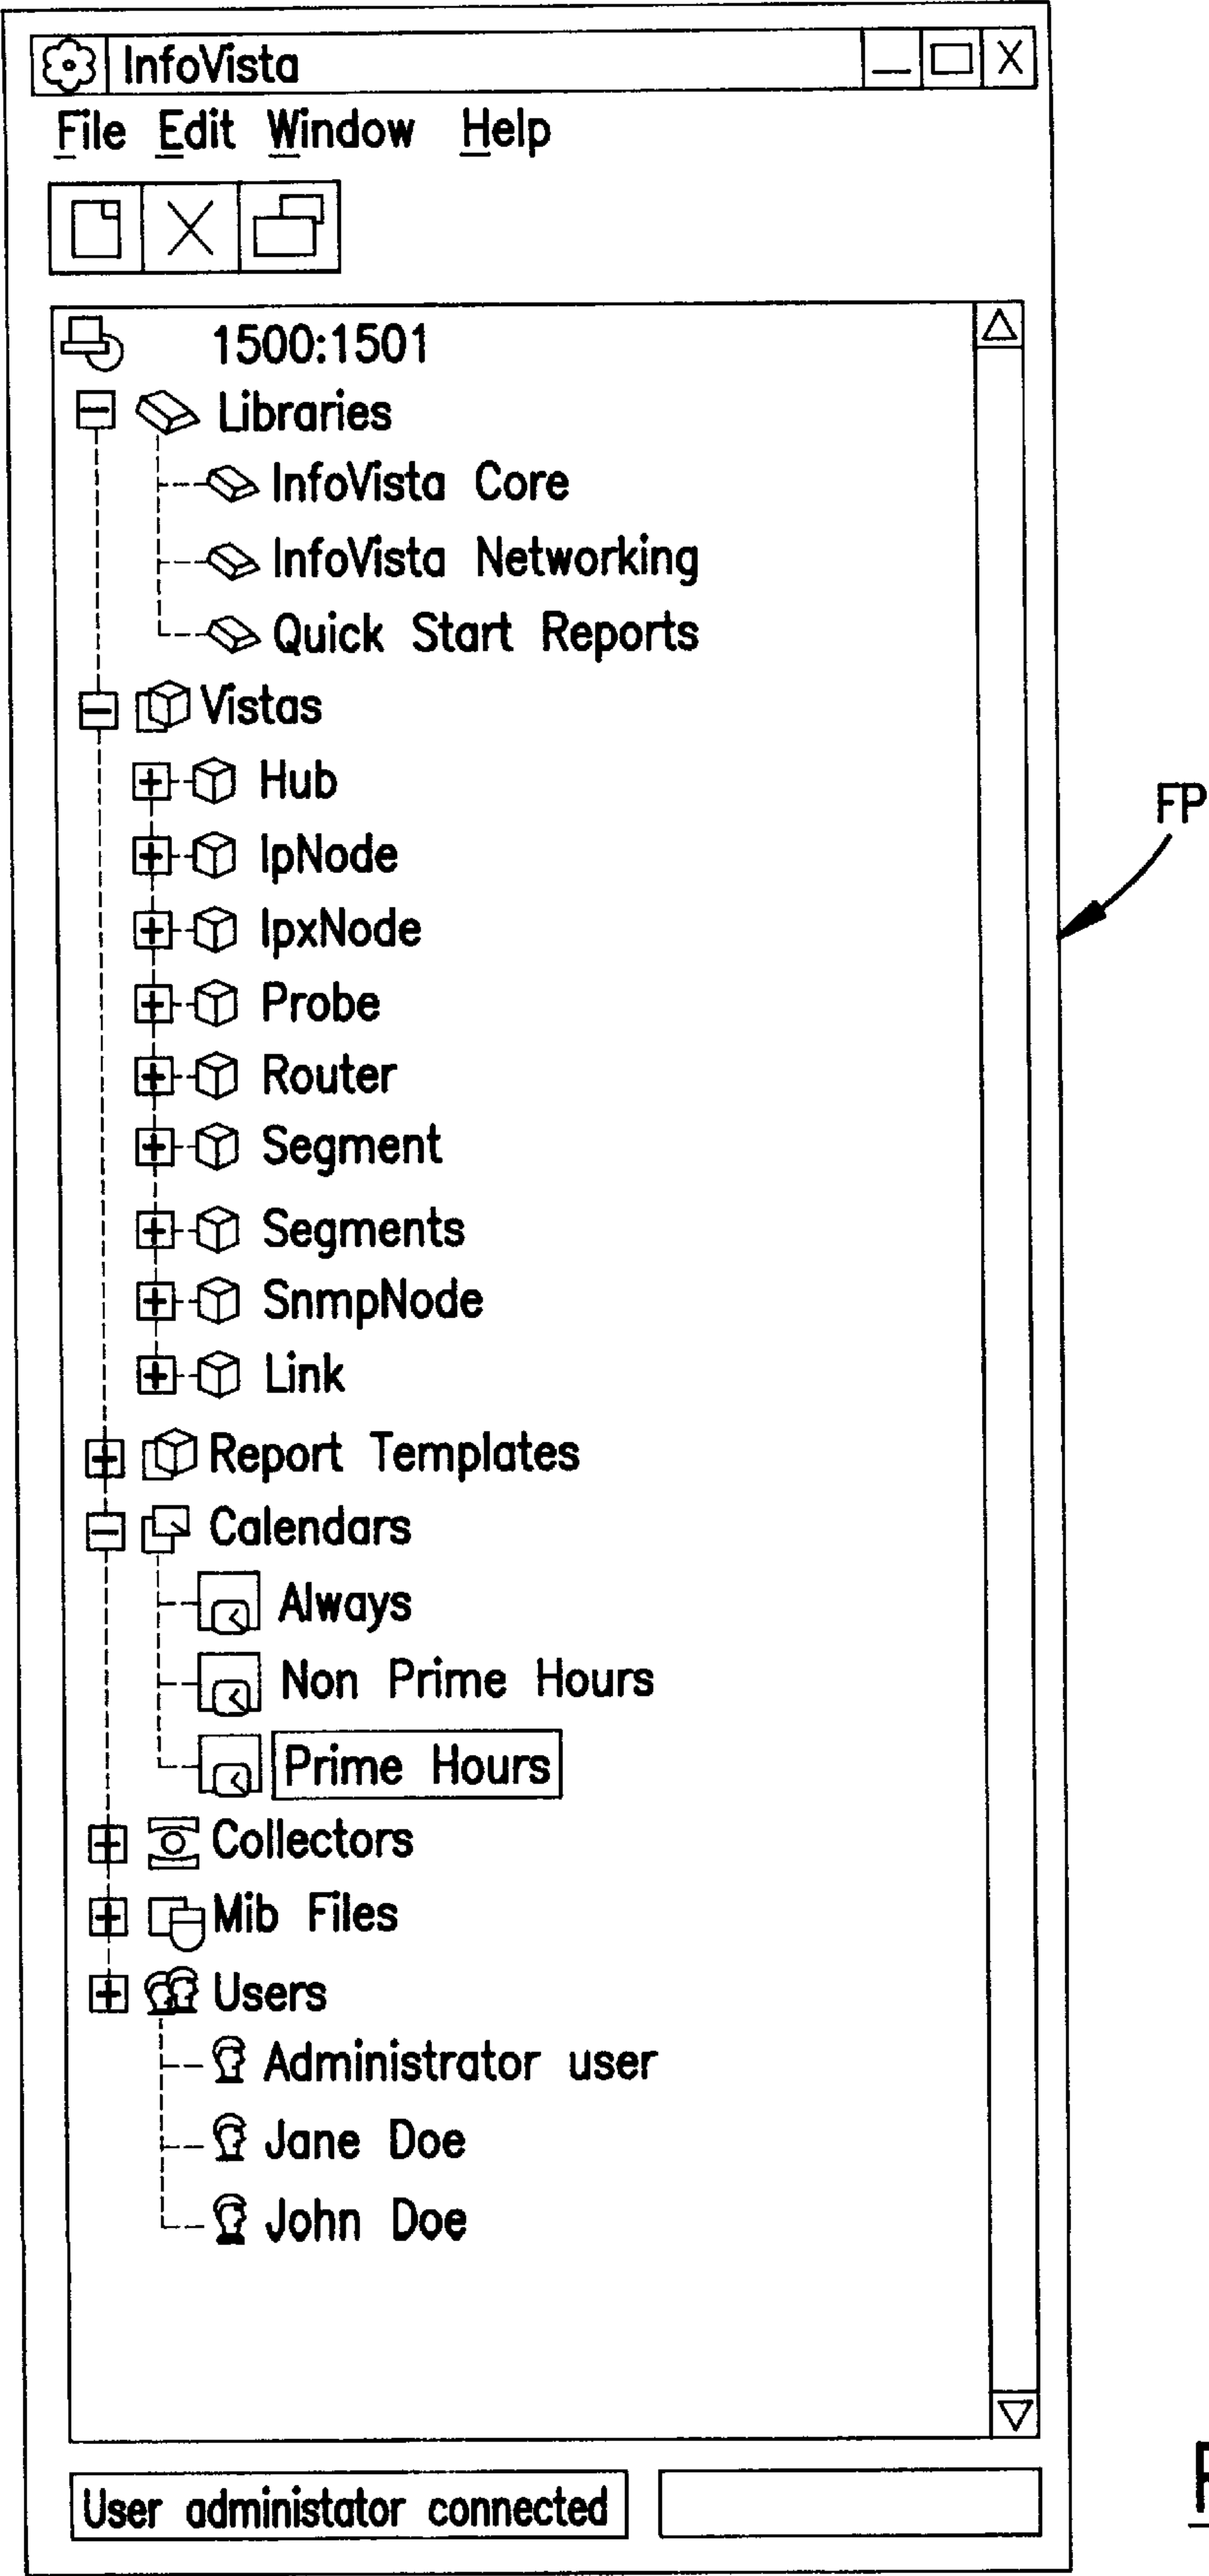 InfoVista
File Edit Window Help
1500:1501
Libraries
InfoVista Core
InfoVista Networking
Quick Start Reports
Vistas
Hub
IpNode
FP
IpxNode
Probe
Router
Segment
Segments
SnmpNode
Link
Report Templates
Calendars
Always
Non Prime Hours
Prime Hours
Collectors
Mib Files
Users
Administrator user
Jane Doe
John Doe
User administator connected